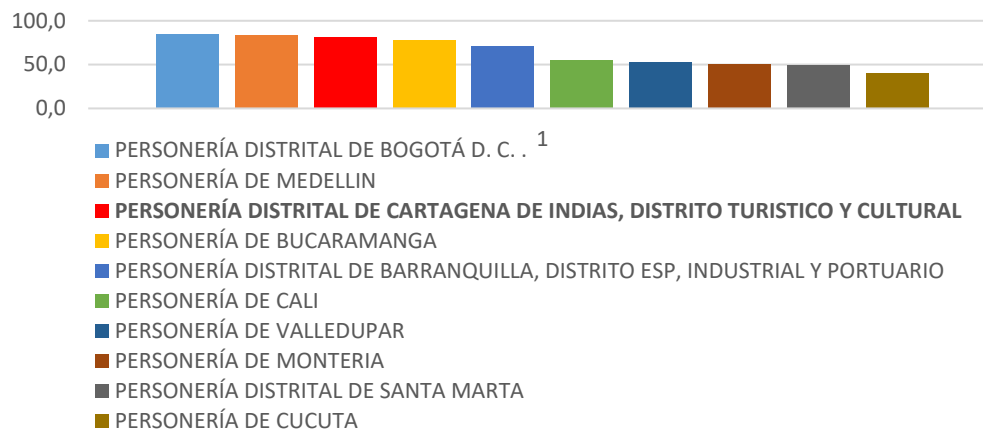 100,0
50,0
0,0
PERSONERÍA DISTRITAL DE BOGOTÁ D. C. . 1
PERSONERÍA DE MEDELLIN
PERSONERÍA DISTRITAL DE CARTAGENA DE INDIAS, DISTRITO TURISTICO Y CULTURAL
PERSONERÍA DE BUCARAMANGA
PERSONERÍA DISTRITAL DE BARRANQUILLA, DISTRITO ESP, INDUSTRIAL Y PORTUARIO
PERSONERÍA DE CALI
PERSONERÍA DE VALLEDUPAR
PERSONERÍA DE MONTERIA
PERSONERÍA DISTRITAL DE SANTA MARTA
PERSONERÍA DE CUCUTA